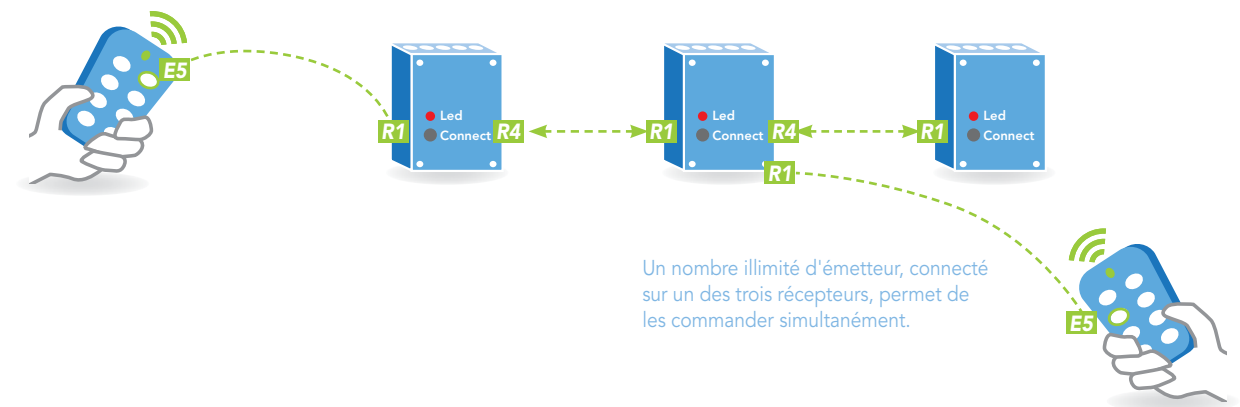 E5
Led
Connect
R1
R4
Led
Connect
R1
R4
R1
Led
Connect
R1
Un nombre illimité d'émetteur, connecté
sur un des trois récepteurs, permet de
les commander simultanément.
E5